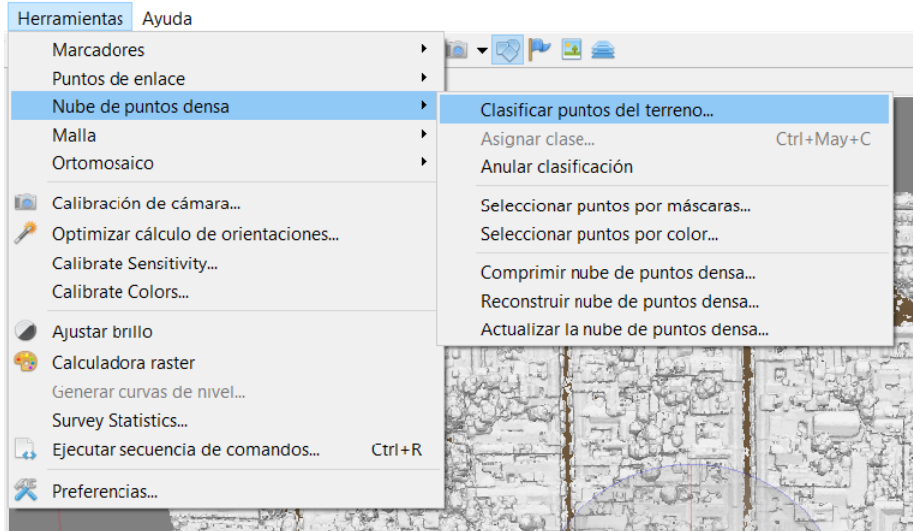 Herramientas Ayuda
Marcadores
Puntos de enlace
Nube de puntos densa
Malla
Ortomosaico
Calibración de cámara...
Optimizar cálculo de orientaciones...
Calibrate Sensitivity...
Calibrate Colors...
Ajustar brillo
Calculadora raster
Generar curvas de nivel...
Survey Statistics...
Ejecutar secuencia de comandos... Ctrl+R
Preferencias...
Clasificar puntos del terreno...
Asignar clase... Ctrl+May+C
Anular clasificación
Seleccionar puntos por máscaras...
Seleccionar puntos por color...
Comprimir nube de puntos densa...
Reconstruir nube de puntos densa...
Actualizar la nube de puntos densa...